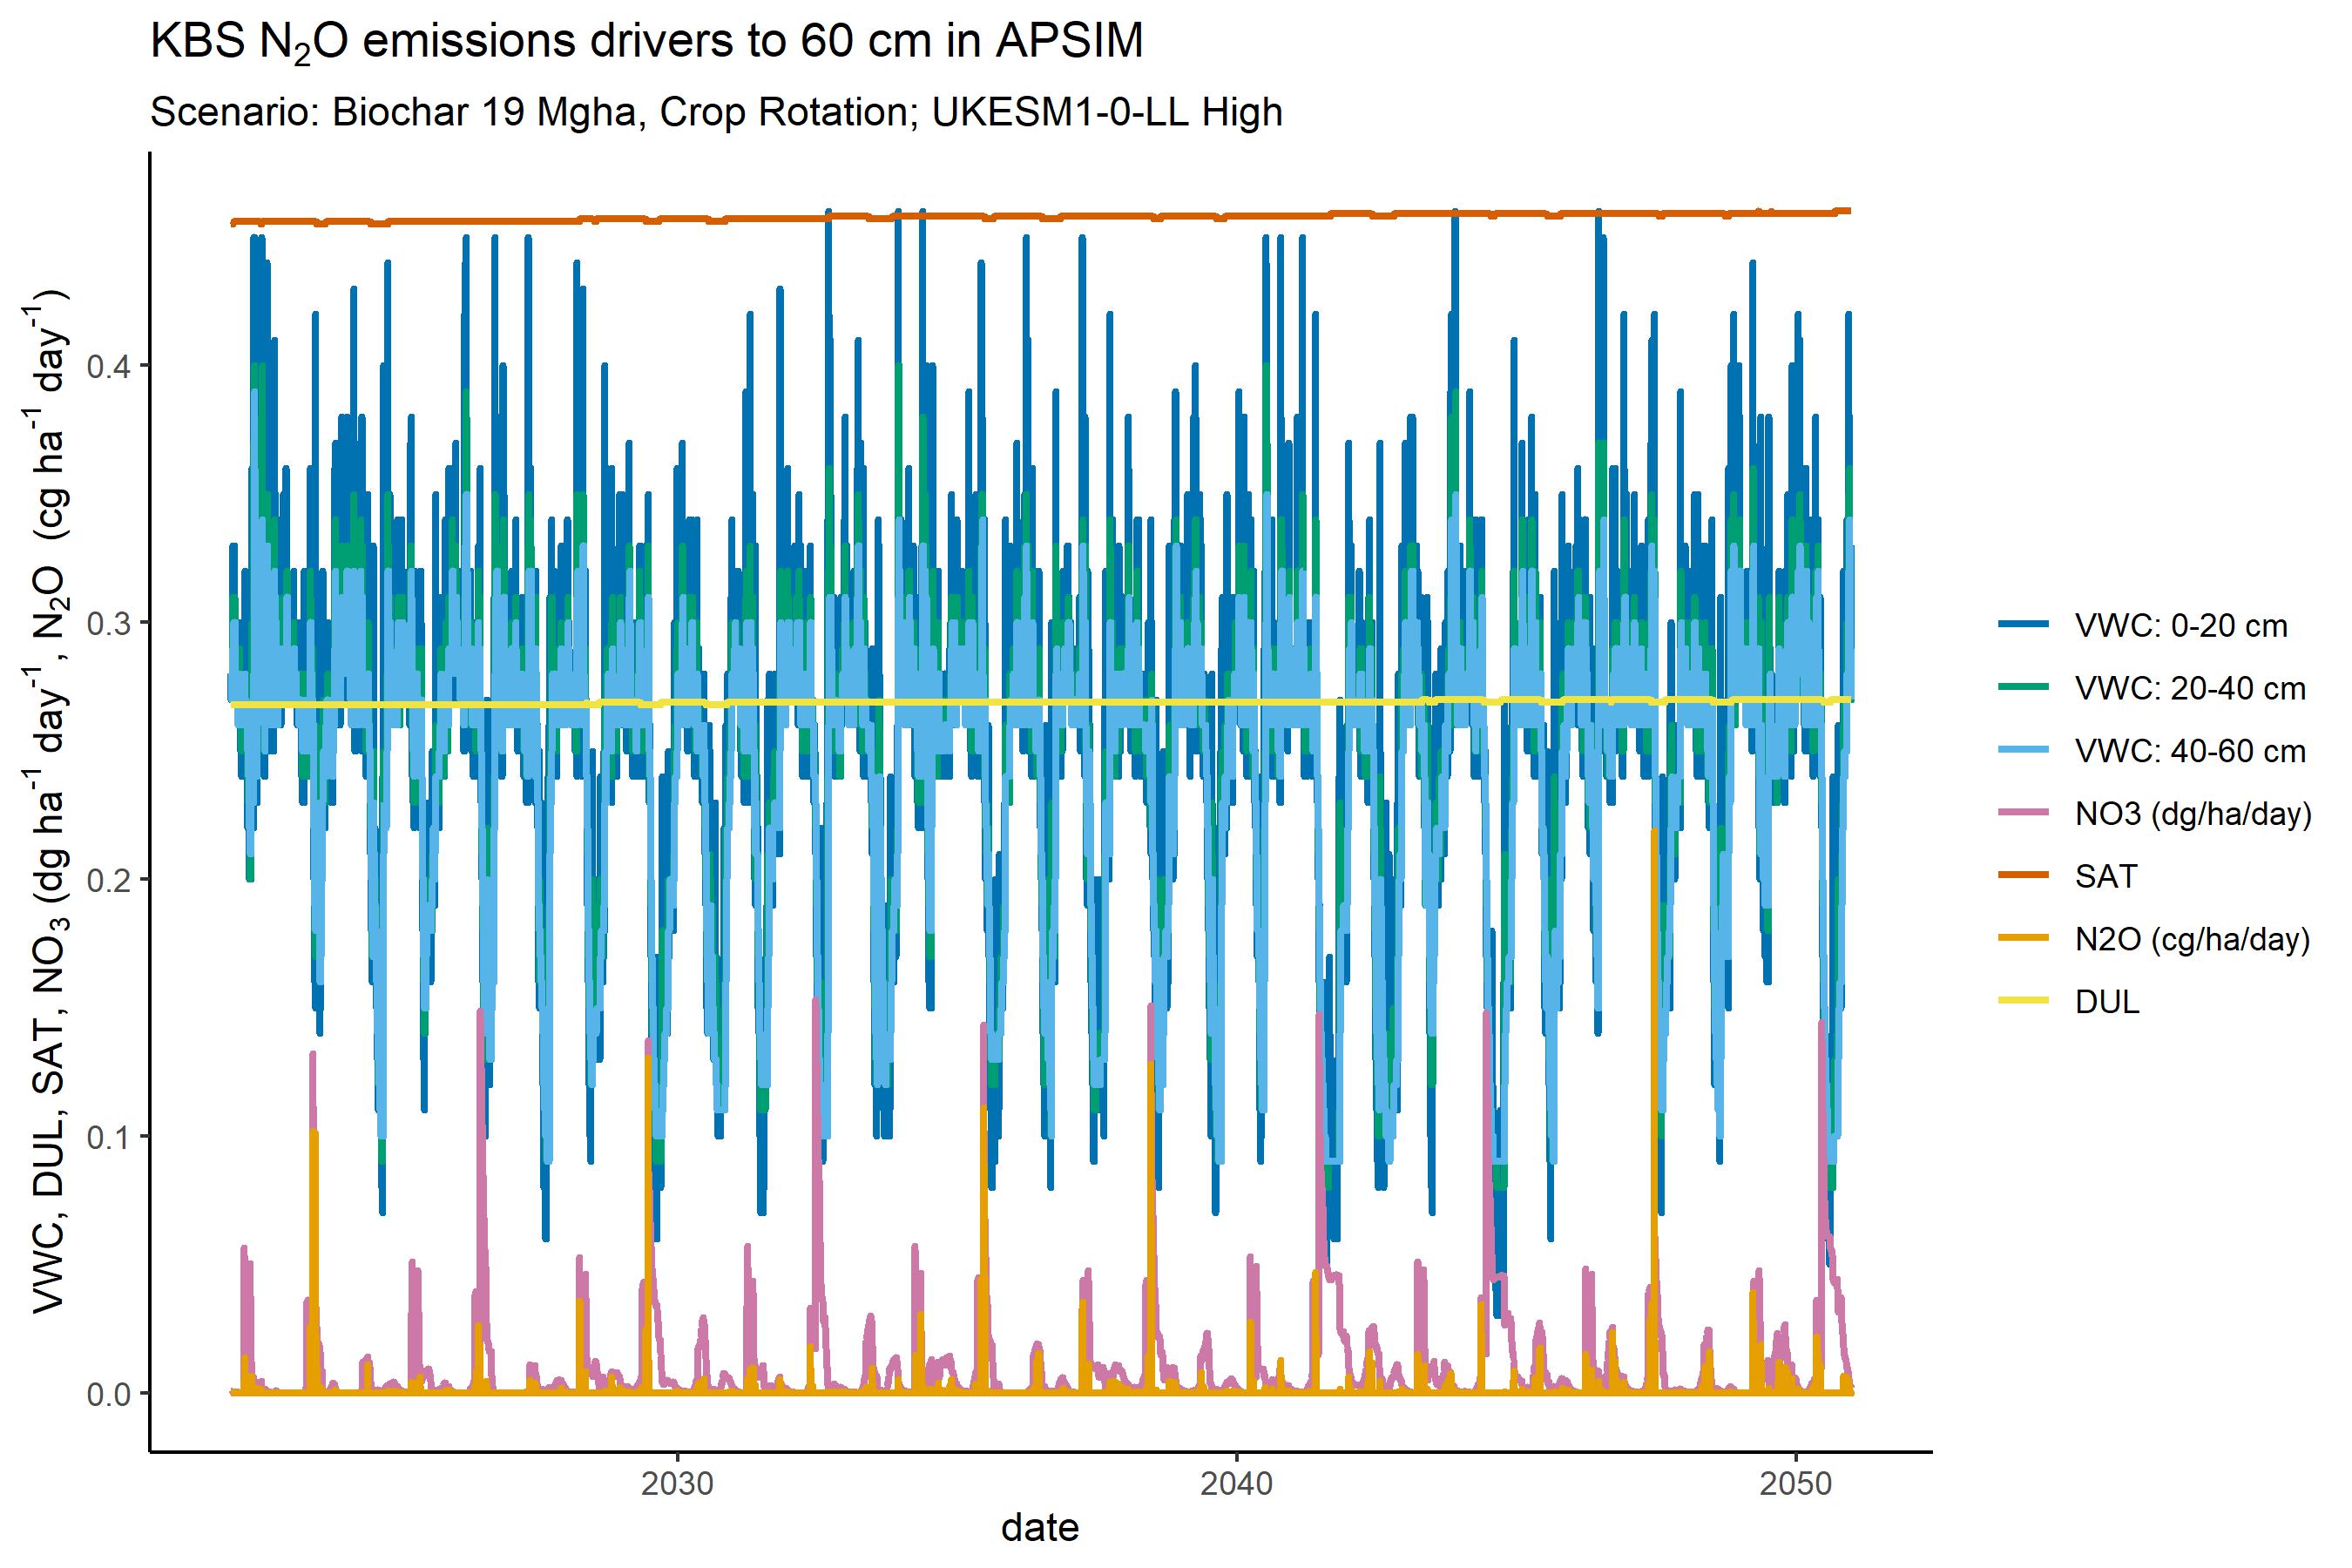 KBS N₂O emissions drivers to 60 cm in APSIM
Scenario: Biochar 19 Mgha, Crop Rotation; UKESM1-0-LL High
VWC, DUL, SAT, NO₃ (dg ha⁻¹ day⁻¹, N₂O (cg ha⁻¹ day⁻¹)
0.4
0.3
0.2
0.1
0.0
2030
2040
2050
date
VWC: 0-20 cm
VWC: 20-40 cm
VWC: 40-60 cm
NO3 (dg/ha/day)
SAT
N2O (cg/ha/day)
DUL